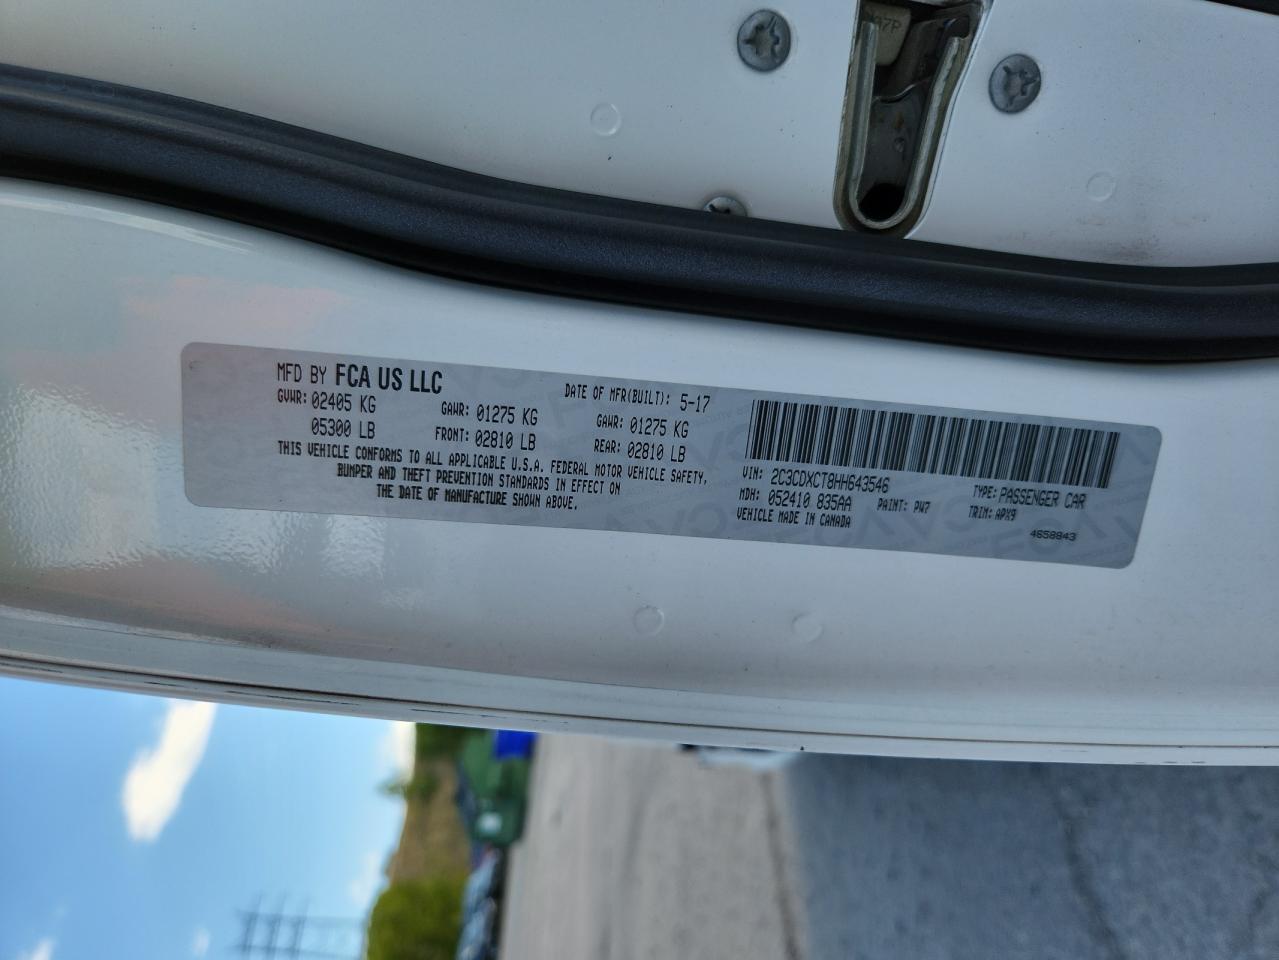 MFD BY FCA US LLC
DATE OF MFR(BUILT): 5-17
GVWR: 02405 KG
05300 LB
GAWR: 01275 KG
FRONT: 02810 LB
GAWR: 01275 KG
REAR: 02810 LB
THIS VEHICLE CONFORMS TO ALL APPLICABLE U.S.A. FEDERAL MOTOR VEHICLE SAFETY,
BUMPER AND THEFT PREVENTION STANDARDS IN EFFECT ON
THE DATE OF MANUFACTURE SHOWN ABOVE.
VIN: 2C3CDXCT8HH643546
TYPE: PASSENGER CAR
MDH: 052410 835AA
PAINT: PW7
TRIM: APX9
VEHICLE MADE IN CANADA
4658843